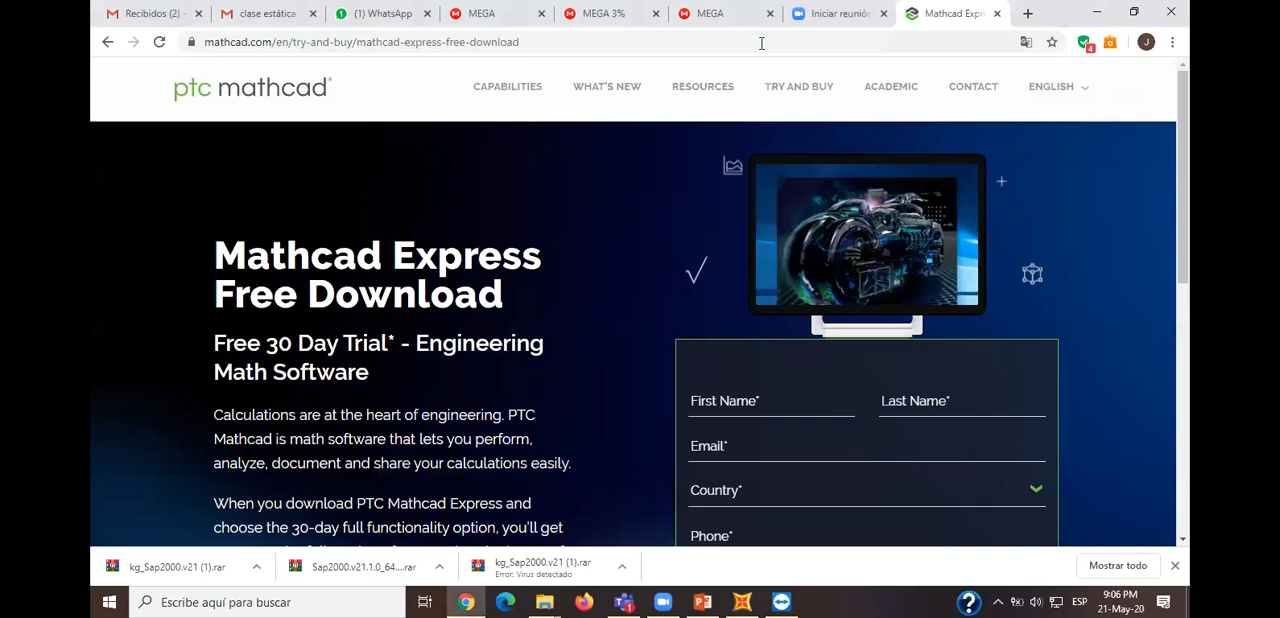 Recibidos (2) -
clase estática -
(1) WhatsApp
MEGA
MEGA 3%
MEGA
Iniciar reunión
Mathcad Expr
mathcad.com/en/try-and-buy/mathcad-express-free-download
4
J
ptc mathcad®
CAPABILITIES
WHAT'S NEW
RESOURCES
TRY AND BUY
ACADEMIC
CONTACT
ENGLISH
Mathcad Express
Free Download
Free 30 Day Trial* - Engineering
Math Software
Calculations are at the heart of engineering. PTC
Mathcad is math software that lets you perform,
analyze, document and share your calculations easily.
When you download PTC Mathcad Express and
choose the 30-day full functionality option, you'll get
First Name*
Last Name*
Email*
Country*
Phone*
kg_Sap2000.v21 (1).rar
Sap2000.v21.1.0_64....rar
kg_Sap2000.v21 (1).rar
Error: Virus detectado
Mostrar todo
Escribe aquí para buscar
ESP
9:06 PM
21-May-20